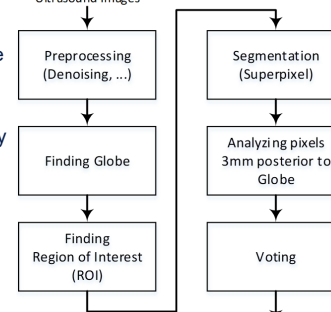 Ultrasound Images
Preprocessing
(Denoising, ...)
Finding Globe
Finding
Region of Interest
(ROI)
Segmentation
(Superpixel)
Analyzing pixels
3mm posterior to
Globe
Voting